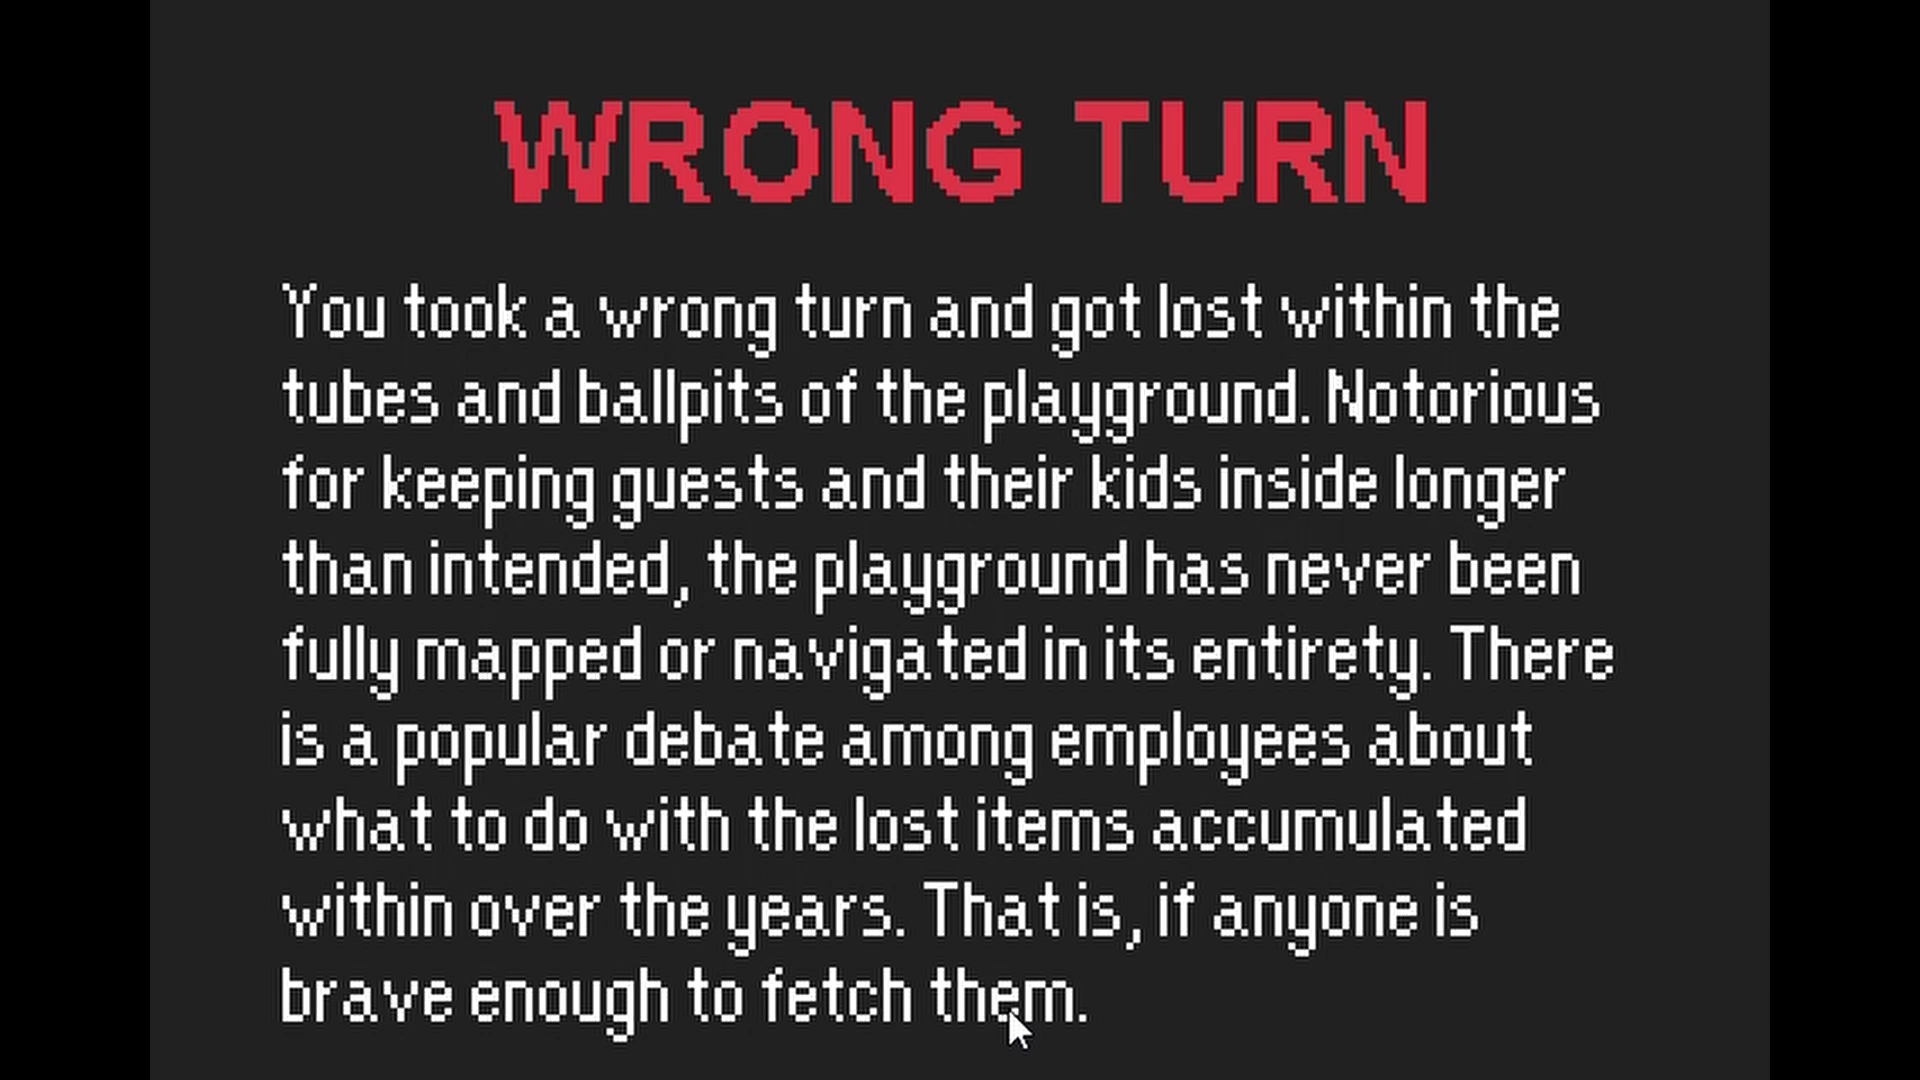 WRONG TURN
You took a wrong turn and got lost within the
tubes and ballpits of the playground. Notorious
for keeping guests and their kids inside longer
than intended, the playground has never been
fully mapped or navigated in its entirety. There
is a popular debate among employees about
what to do with the lost items accumulated
within over the years. That is, if anyone is
brave enough to fetch them.